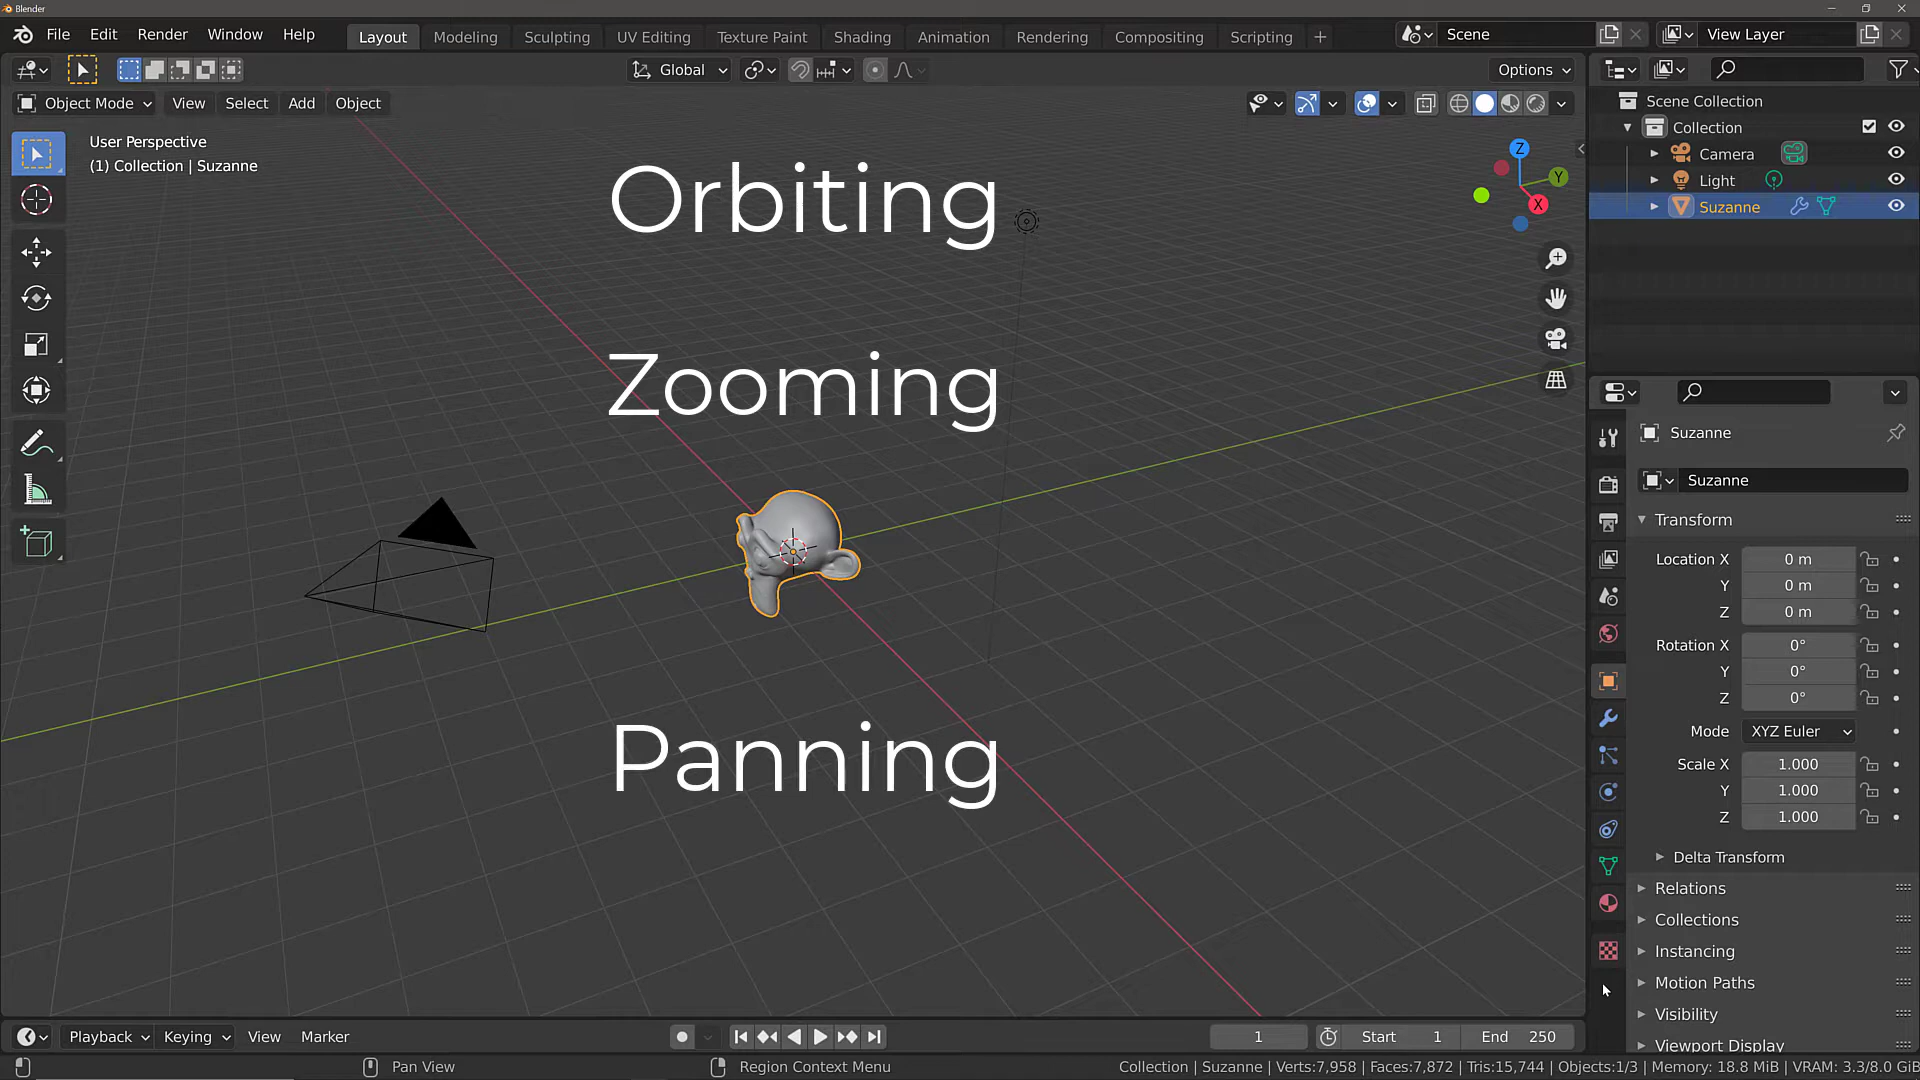 Blender
File Edit Render Window Help Layout Modeling Sculpting UV Editing Texture Paint Shading Animation Rendering Compositing Scripting + Scene View Layer
Global Options
Object Mode View Select Add Object
User Perspective
(1) Collection | Suzanne
Z
Y
X
Orbiting
Zooming
Panning
Scene Collection
Collection
Camera
Light
Suzanne
Suzanne
Suzanne
Transform
Location X 0 m
Y 0 m
Z 0 m
Rotation X 0°
Y 0°
Z 0°
Mode XYZ Euler
Scale X 1.000
Y 1.000
Z 1.000
Delta Transform
Relations
Collections
Instancing
Motion Paths
Visibility
Viewport Display
Playback Keying View Marker 1 Start 1 End 250
Pan View Region Context Menu Collection | Suzanne | Verts:7,958 | Faces:7,872 | Tris:15,744 | Objects:1/3 | Memory: 18.8 MiB | VRAM: 3.3/8.0 GiB